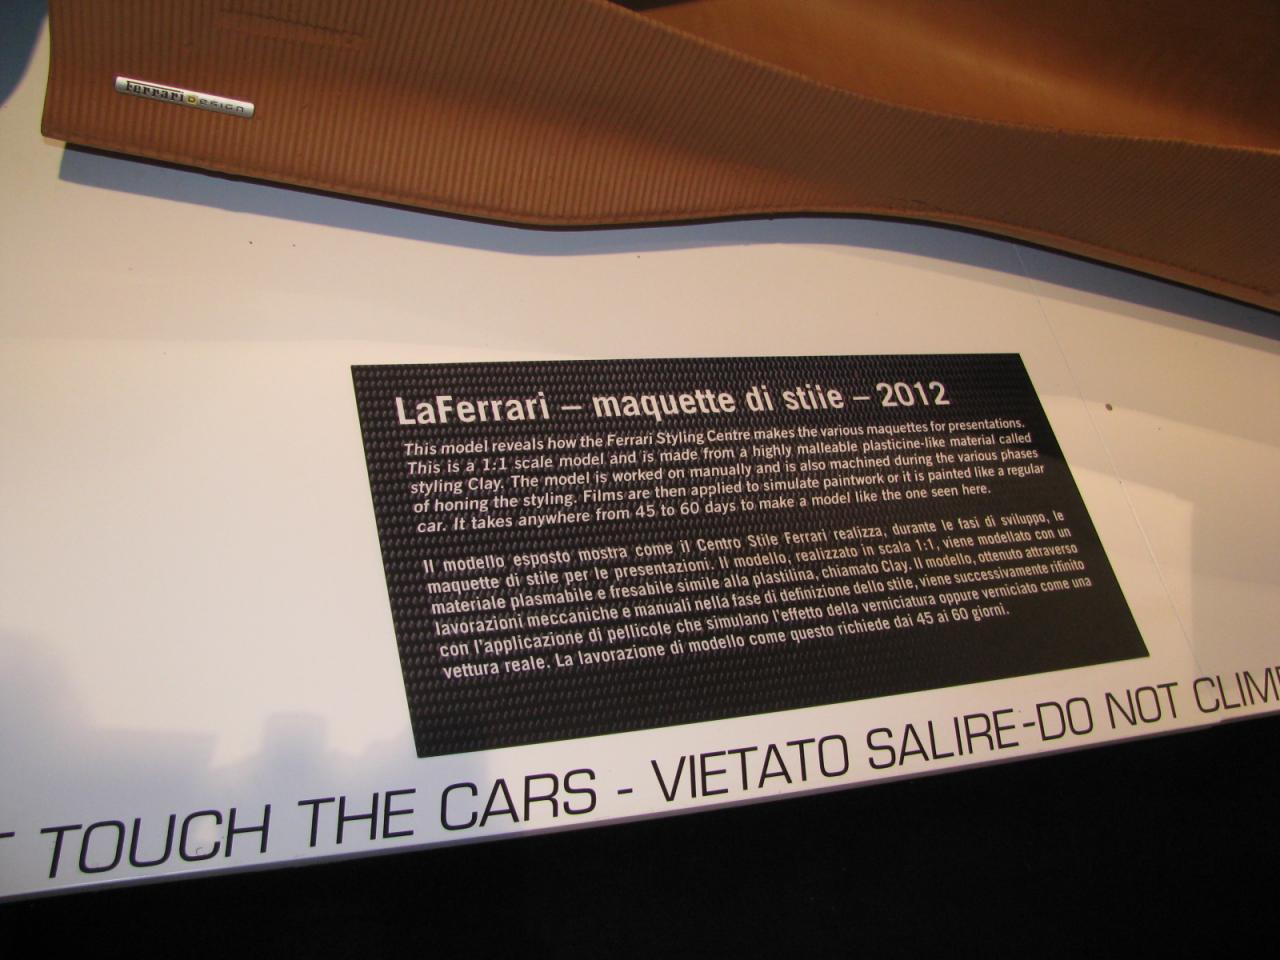 Ferrari Design
LaFerrari – maquette di stile – 2012
This model reveals how the Ferrari Styling Centre makes the various maquettes for presentations.
This is a 1:1 scale model and is made from a highly malleable plasticine-like material called
styling Clay. The model is worked on manually and is also machined during the various phases
of honing the styling. Films are then applied to simulate paintwork or it is painted like a regular
car. It takes anywhere from 45 to 60 days to make a model like the one seen here.
Il modello esposto mostra come il Centro Stile Ferrari realizza, durante le fasi di sviluppo, le
maquette di stile per le presentazioni. Il modello, realizzato in scala 1:1, viene modellato con un
materiale plasmabile e fresabile simile alla plastilina, chiamato Clay. Il modello, ottenuto attraverso
lavorazioni meccaniche e manuali nella fase di definizione dello stile, viene successivamente rifinito
con l'applicazione di pellicole che simulano l'effetto della verniciatura oppure verniciato come una
vettura reale. La lavorazione di modello come questo richiede dai 45 ai 60 giorni.
T TOUCH THE CARS - VIETATO SALIRE-DO NOT CLIMB